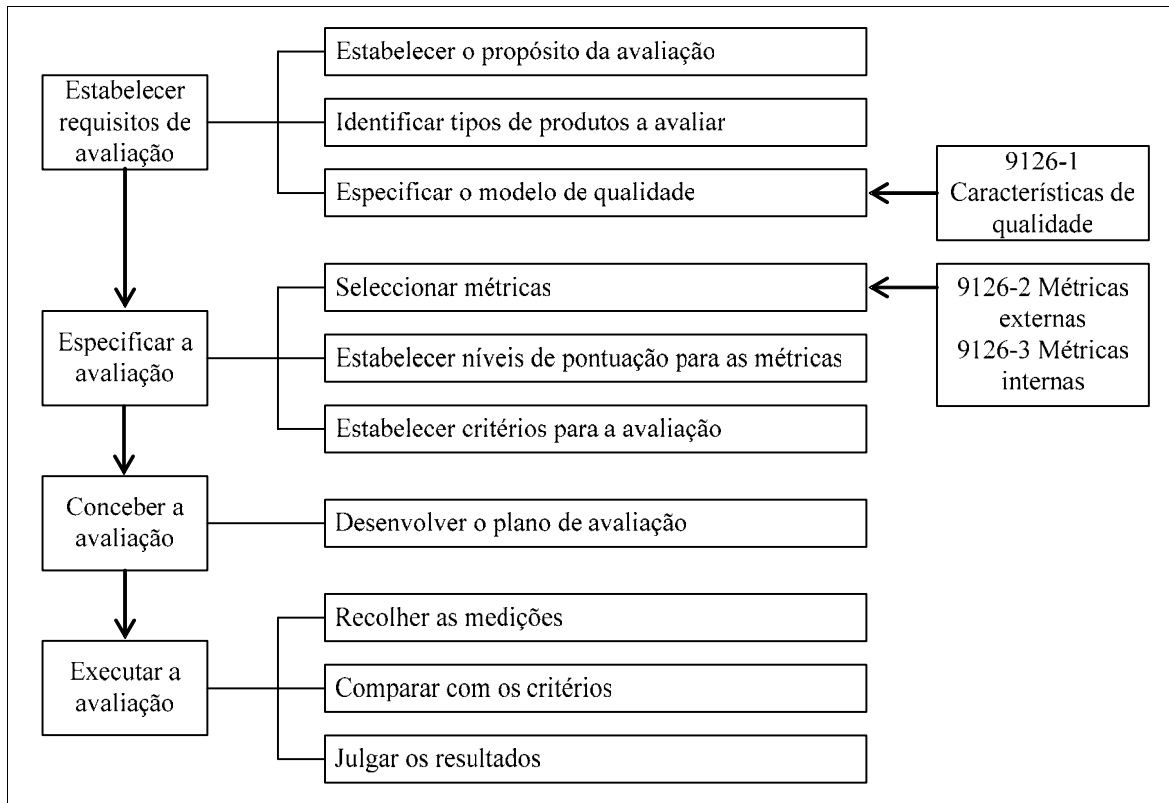 Estabelecer
requisitos de
avaliação
Estabelecer o propósito da avaliação
Identificar tipos de produtos a avaliar
Especificar o modelo de qualidade
9126-1
Características de
qualidade
Especificar a
avaliação
Seleccionar métricas
Estabelecer níveis de pontuação para as métricas
Estabelecer critérios para a avaliação
9126-2 Métricas
externas
9126-3 Métricas
internas
Conceber a
avaliação
Desenvolver o plano de avaliação
Executar a
avaliação
Recolher as medições
Comparar com os critérios
Julgar os resultados